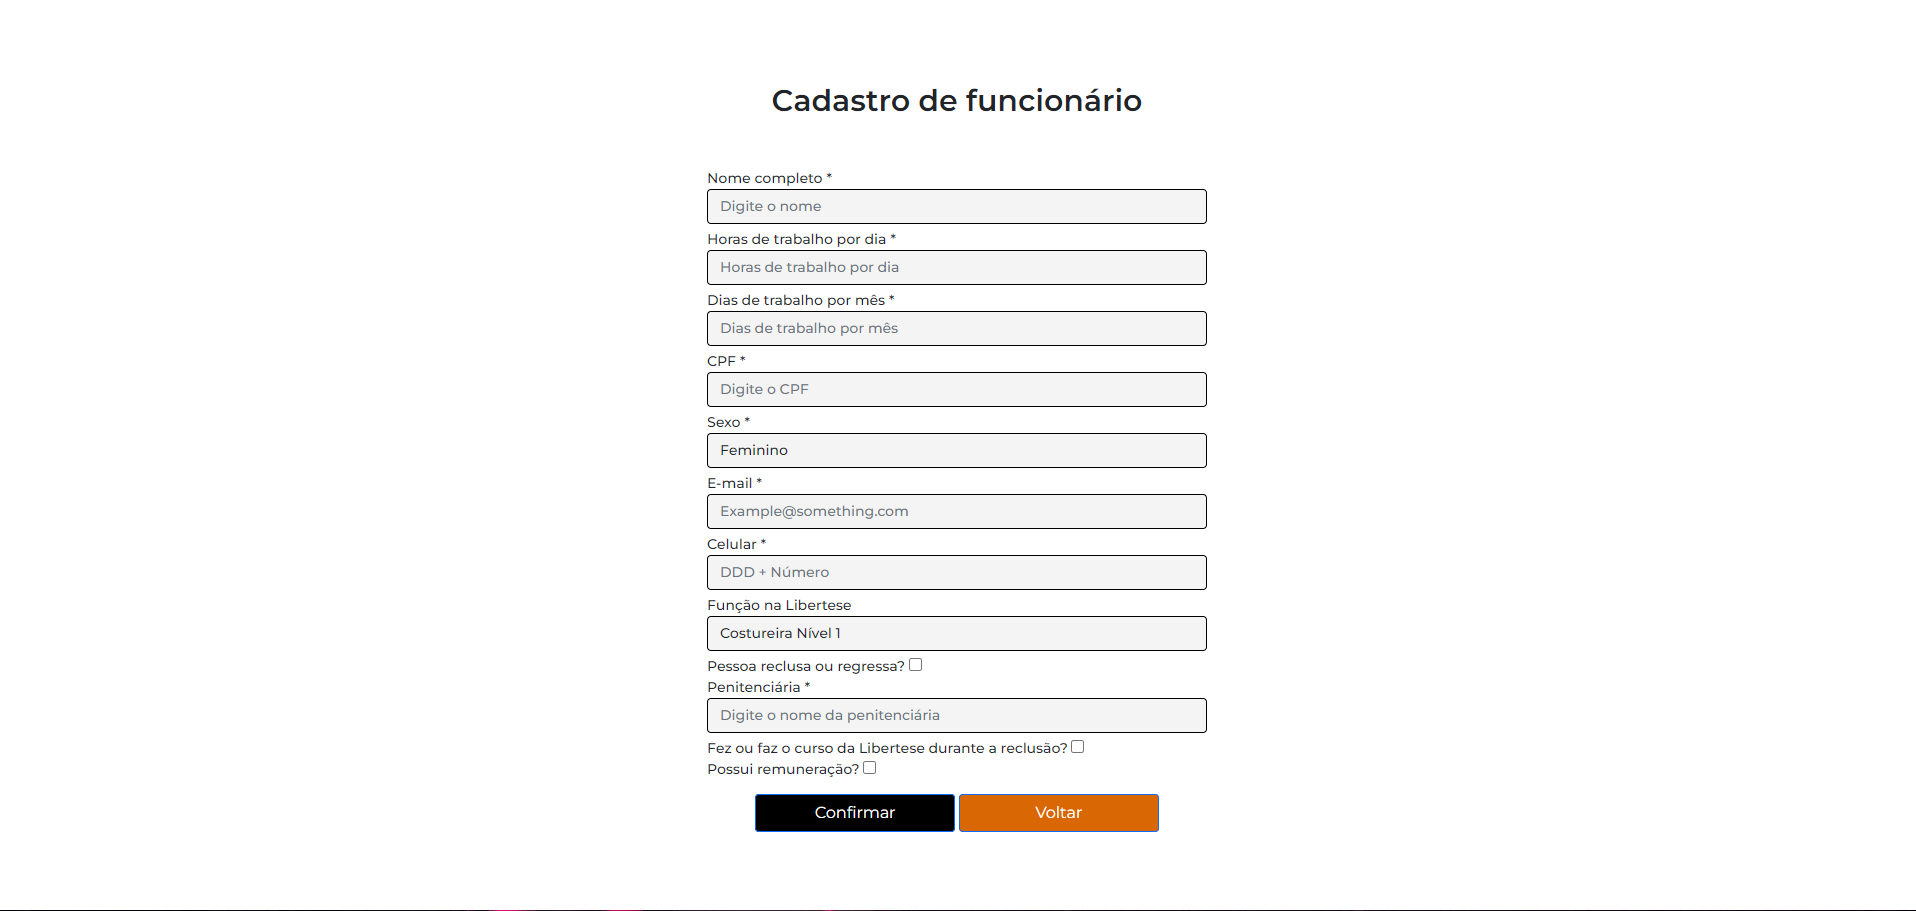 Cadastro de funcionário
Nome completo *
Digite o nome
Horas de trabalho por dia *
Horas de trabalho por dia
Dias de trabalho por mês *
Dias de trabalho por mês
CPF *
Digite o CPF
Sexo *
Feminino
E-mail *
Example@something.com
Celular *
DDD + Número
Função na Libertese
Costureira Nível 1
Pessoa reclusa ou regressa?
Penitenciária *
Digite o nome da penitenciária
Fez ou faz o curso da Libertese durante a reclusão?
Possui remuneração?
Confirmar Voltar